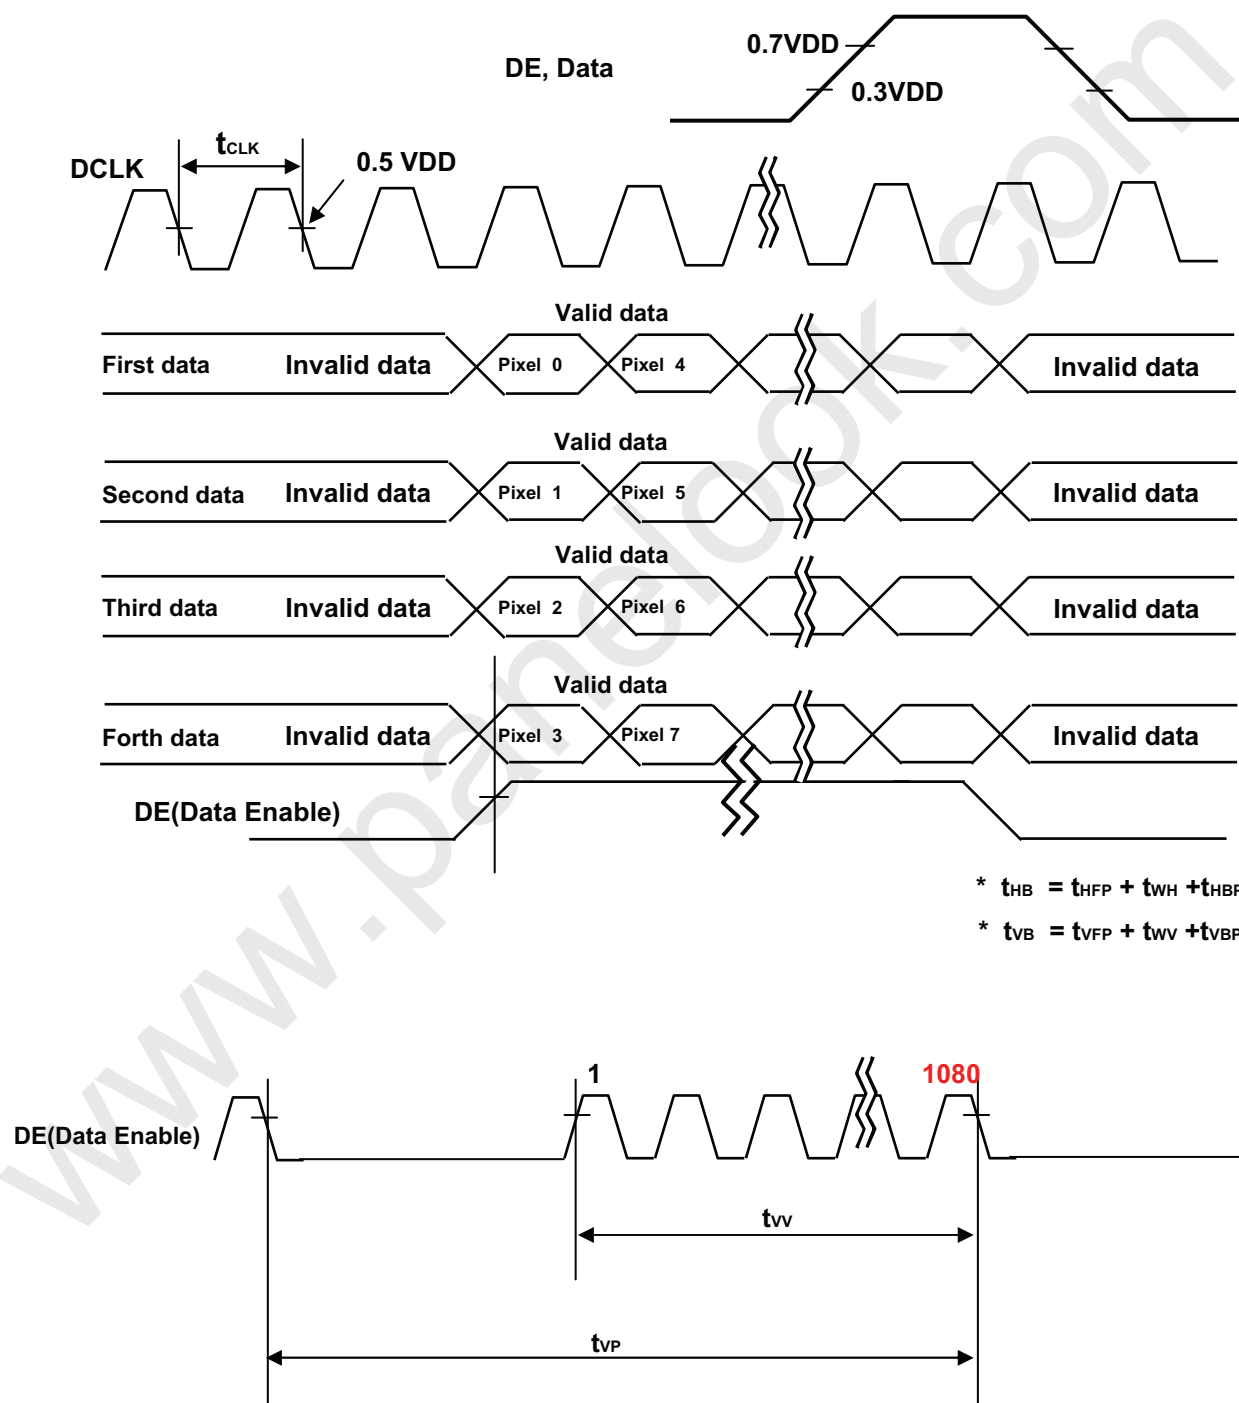 0.7VDD
DE, Data
0.3VDD
tCLK
DCLK
0.5 VDD
Valid data
First data Invalid data Pixel 0 Pixel 4 Invalid data
Valid data
Second data Invalid data Pixel 1 Pixel 5 Invalid data
Valid data
Third data Invalid data Pixel 2 Pixel 6 Invalid data
Valid data
Forth data Invalid data Pixel 3 Pixel 7 Invalid data
DE(Data Enable)
* tHB = tHFP + tWH +tHBP
* tVB = tVFP + tWV +tVBP
1 1080
DE(Data Enable)
tVV
tVP
www.panelook.com